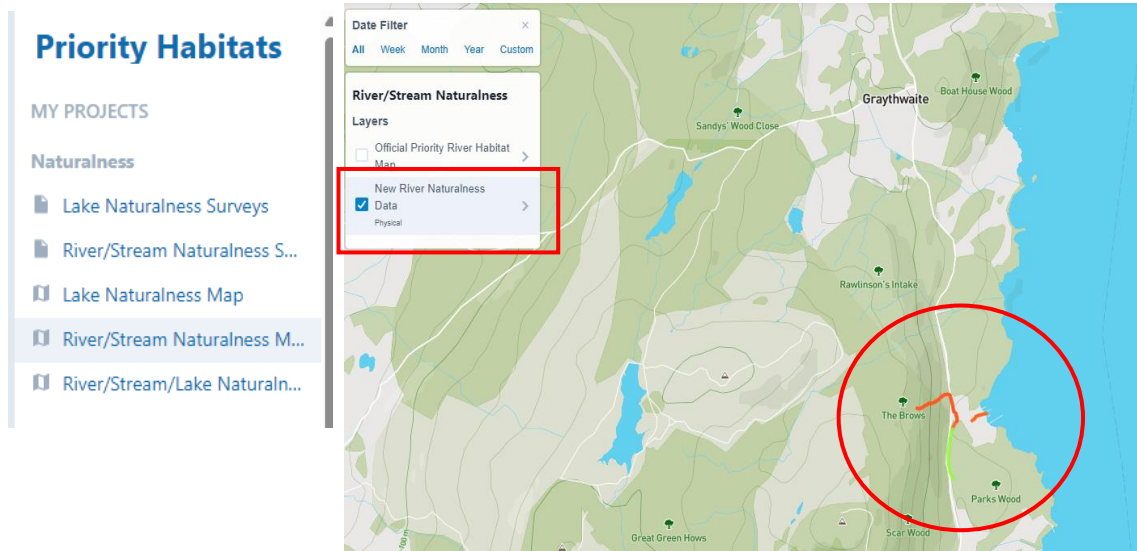 Priority Habitats
MY PROJECTS
Naturalness
Lake Naturalness Surveys
River/Stream Naturalness S...
Lake Naturalness Map
River/Stream Naturalness M...
River/Stream/Lake Naturaln...
Date Filter ×
All Week Month Year Custom
River/Stream Naturalness
Layers
Official Priority River Habitat
Map
New River Naturalness
Data
Physical
Graythwaite
Boat House Wood
Sandys' Wood Close
Rawlinson's Intake
The Brows
Parks Wood
Scar Wood
Great Green Hows
100 m